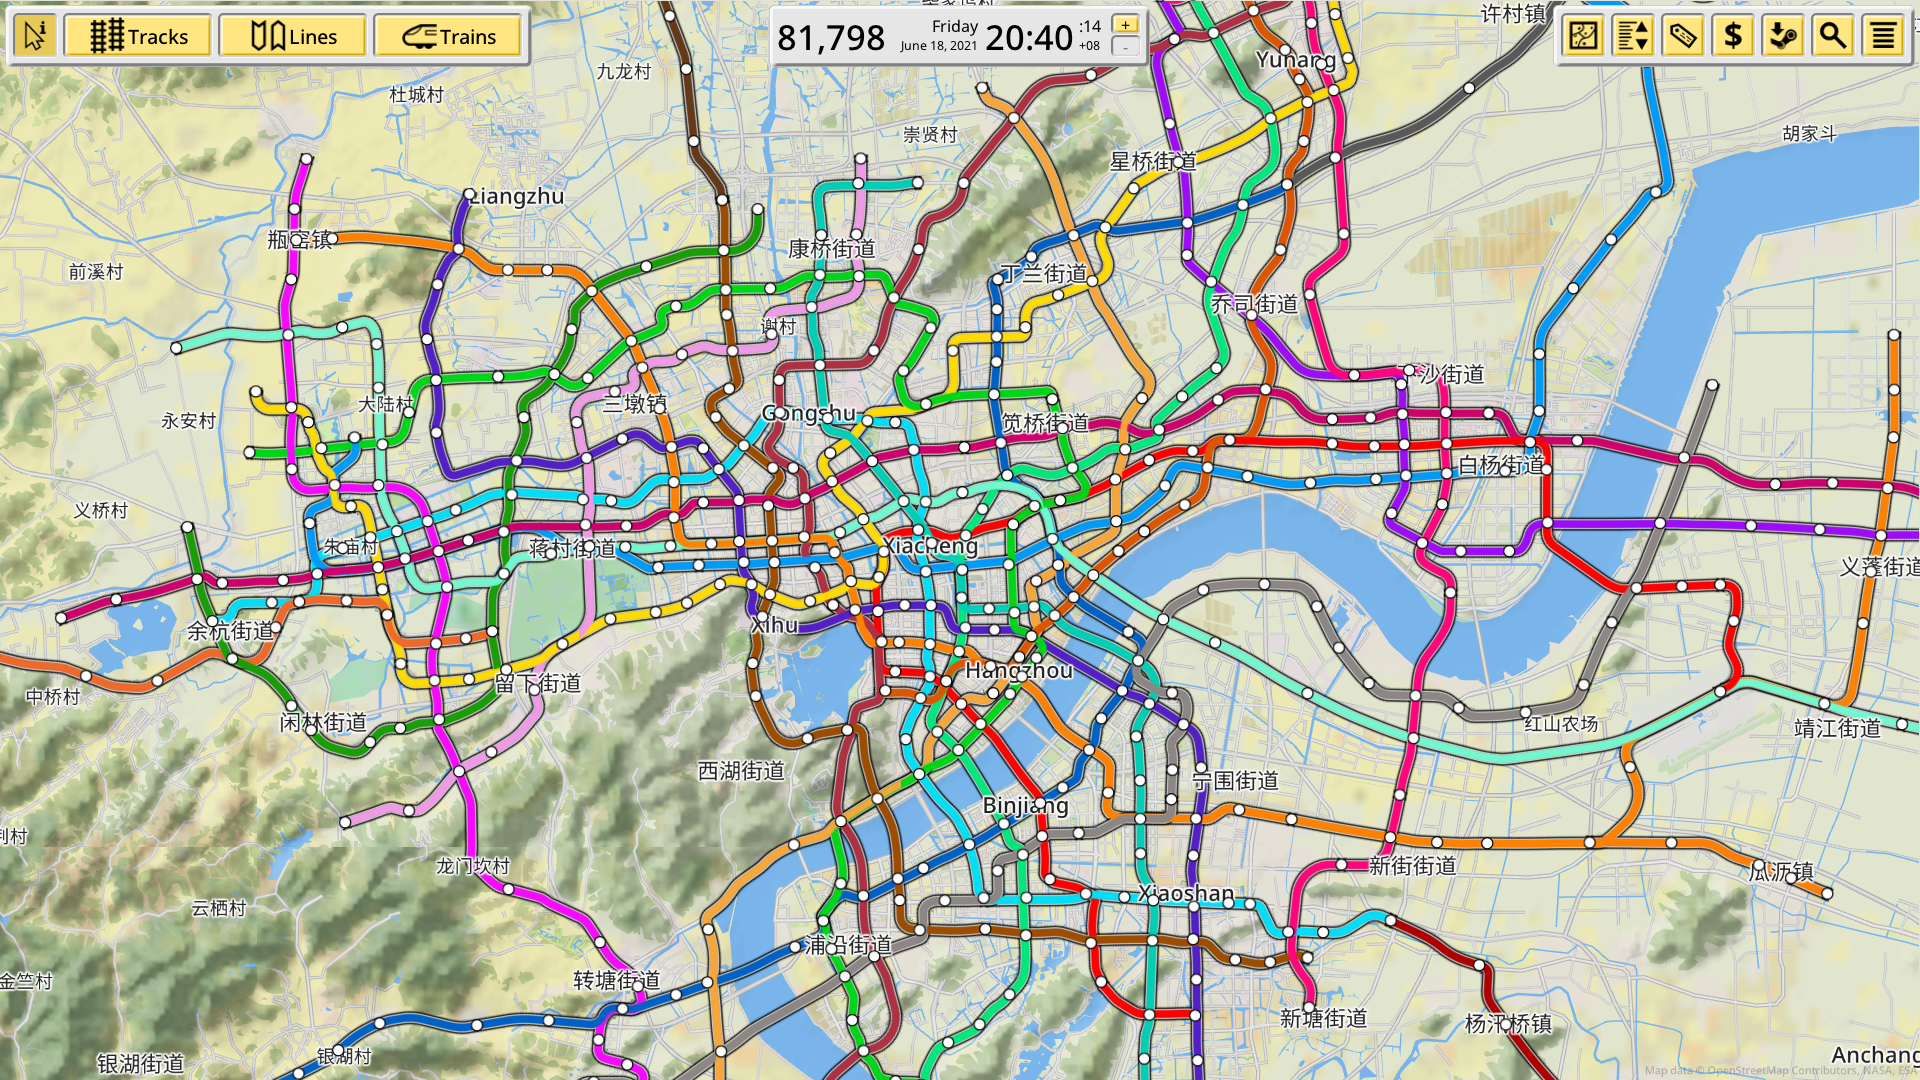 Tracks
Lines
Trains
81,798
Friday
June 18, 2021
20:40
:14
+08
+
-
$
许村镇
九龙村
杜城村
Yuhang
崇贤村
胡家斗
星桥街道
Liangzhu
瓶窑镇
康桥街道
前溪村
丁兰街道
乔司街道
谢村
下沙街道
大陆村
三墩镇
Gongshu
永安村
笕桥街道
白杨街道
义桥村
朱庙村
蒋村街道
Xiacheng
义蓬街道
余杭街道
Xihu
Hangzhou
中桥村
留下街道
闲林街道
红山农场
靖江街道
西湖街道
宁围街道
Binjiang
龙门坎村
新街街道
瓜沥镇
Xiaoshan
云栖村
浦沿街道
金竺村
转塘街道
新塘街道
杨汛桥镇
银湖村
银湖街道
Anchang
Map data © OpenStreetMap Contributors, NASA, ESA